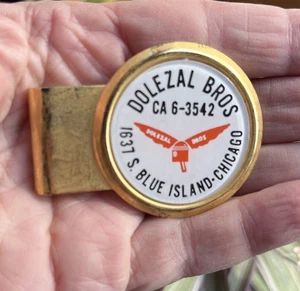 DOLEZAL BROS
CA 6-3542
DOLEZAL BROS
1637 S. BLUE ISLAND-CHICAGO